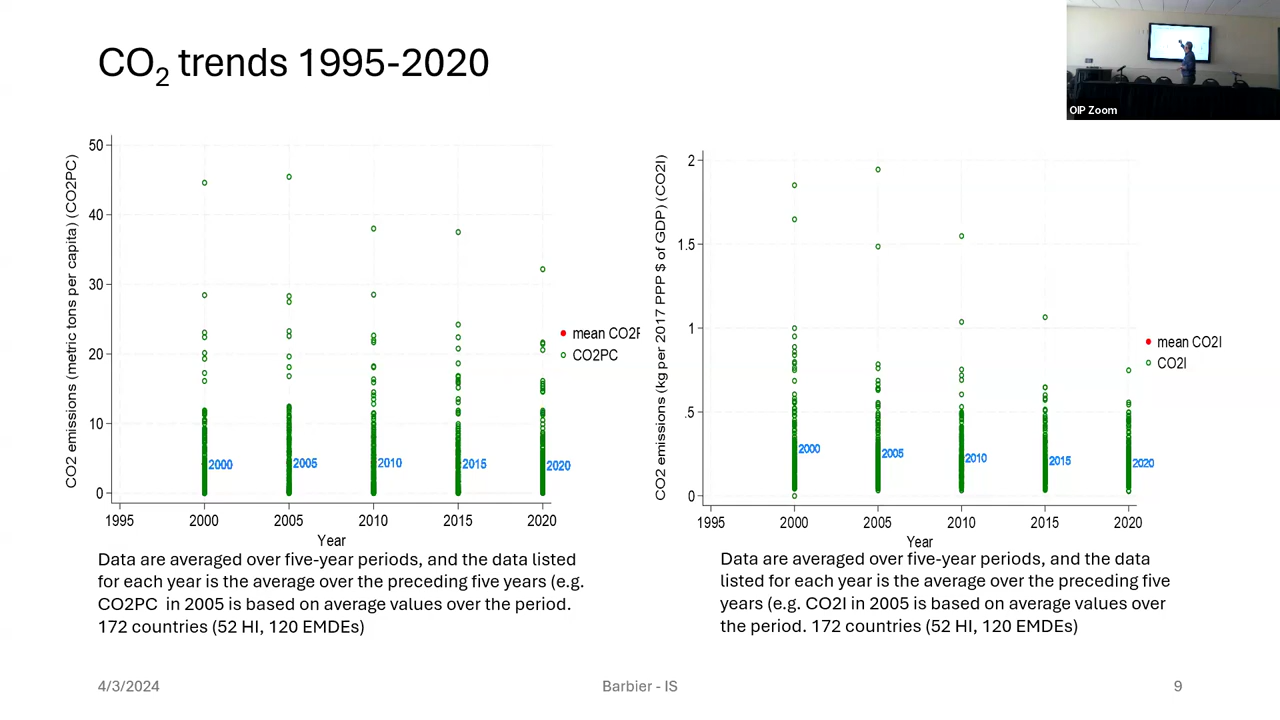 CO2 trends 1995-2020
OIP Zoom
CO2 emissions (metric tons per capita) (CO2PC)
50
40
30
20
10
0
2000
2005
2010
2015
2020
1995
2000
2005
2010
2015
2020
Year
mean CO2P
CO2PC
CO2 emissions (kg per 2017 PPP $ of GDP) (CO2I)
2
1.5
1
.5
0
2000
2005
2010
2015
2020
1995
2000
2005
2010
2015
2020
Year
mean CO2I
CO2I
Data are averaged over five-year periods, and the data listed
for each year is the average over the preceding five years (e.g.
CO2PC in 2005 is based on average values over the period.
172 countries (52 HI, 120 EMDEs)
Data are averaged over five-year periods, and the data
listed for each year is the average over the preceding five
years (e.g. CO2I in 2005 is based on average values over
the period. 172 countries (52 HI, 120 EMDEs)
4/3/2024
Barbier - IS
9